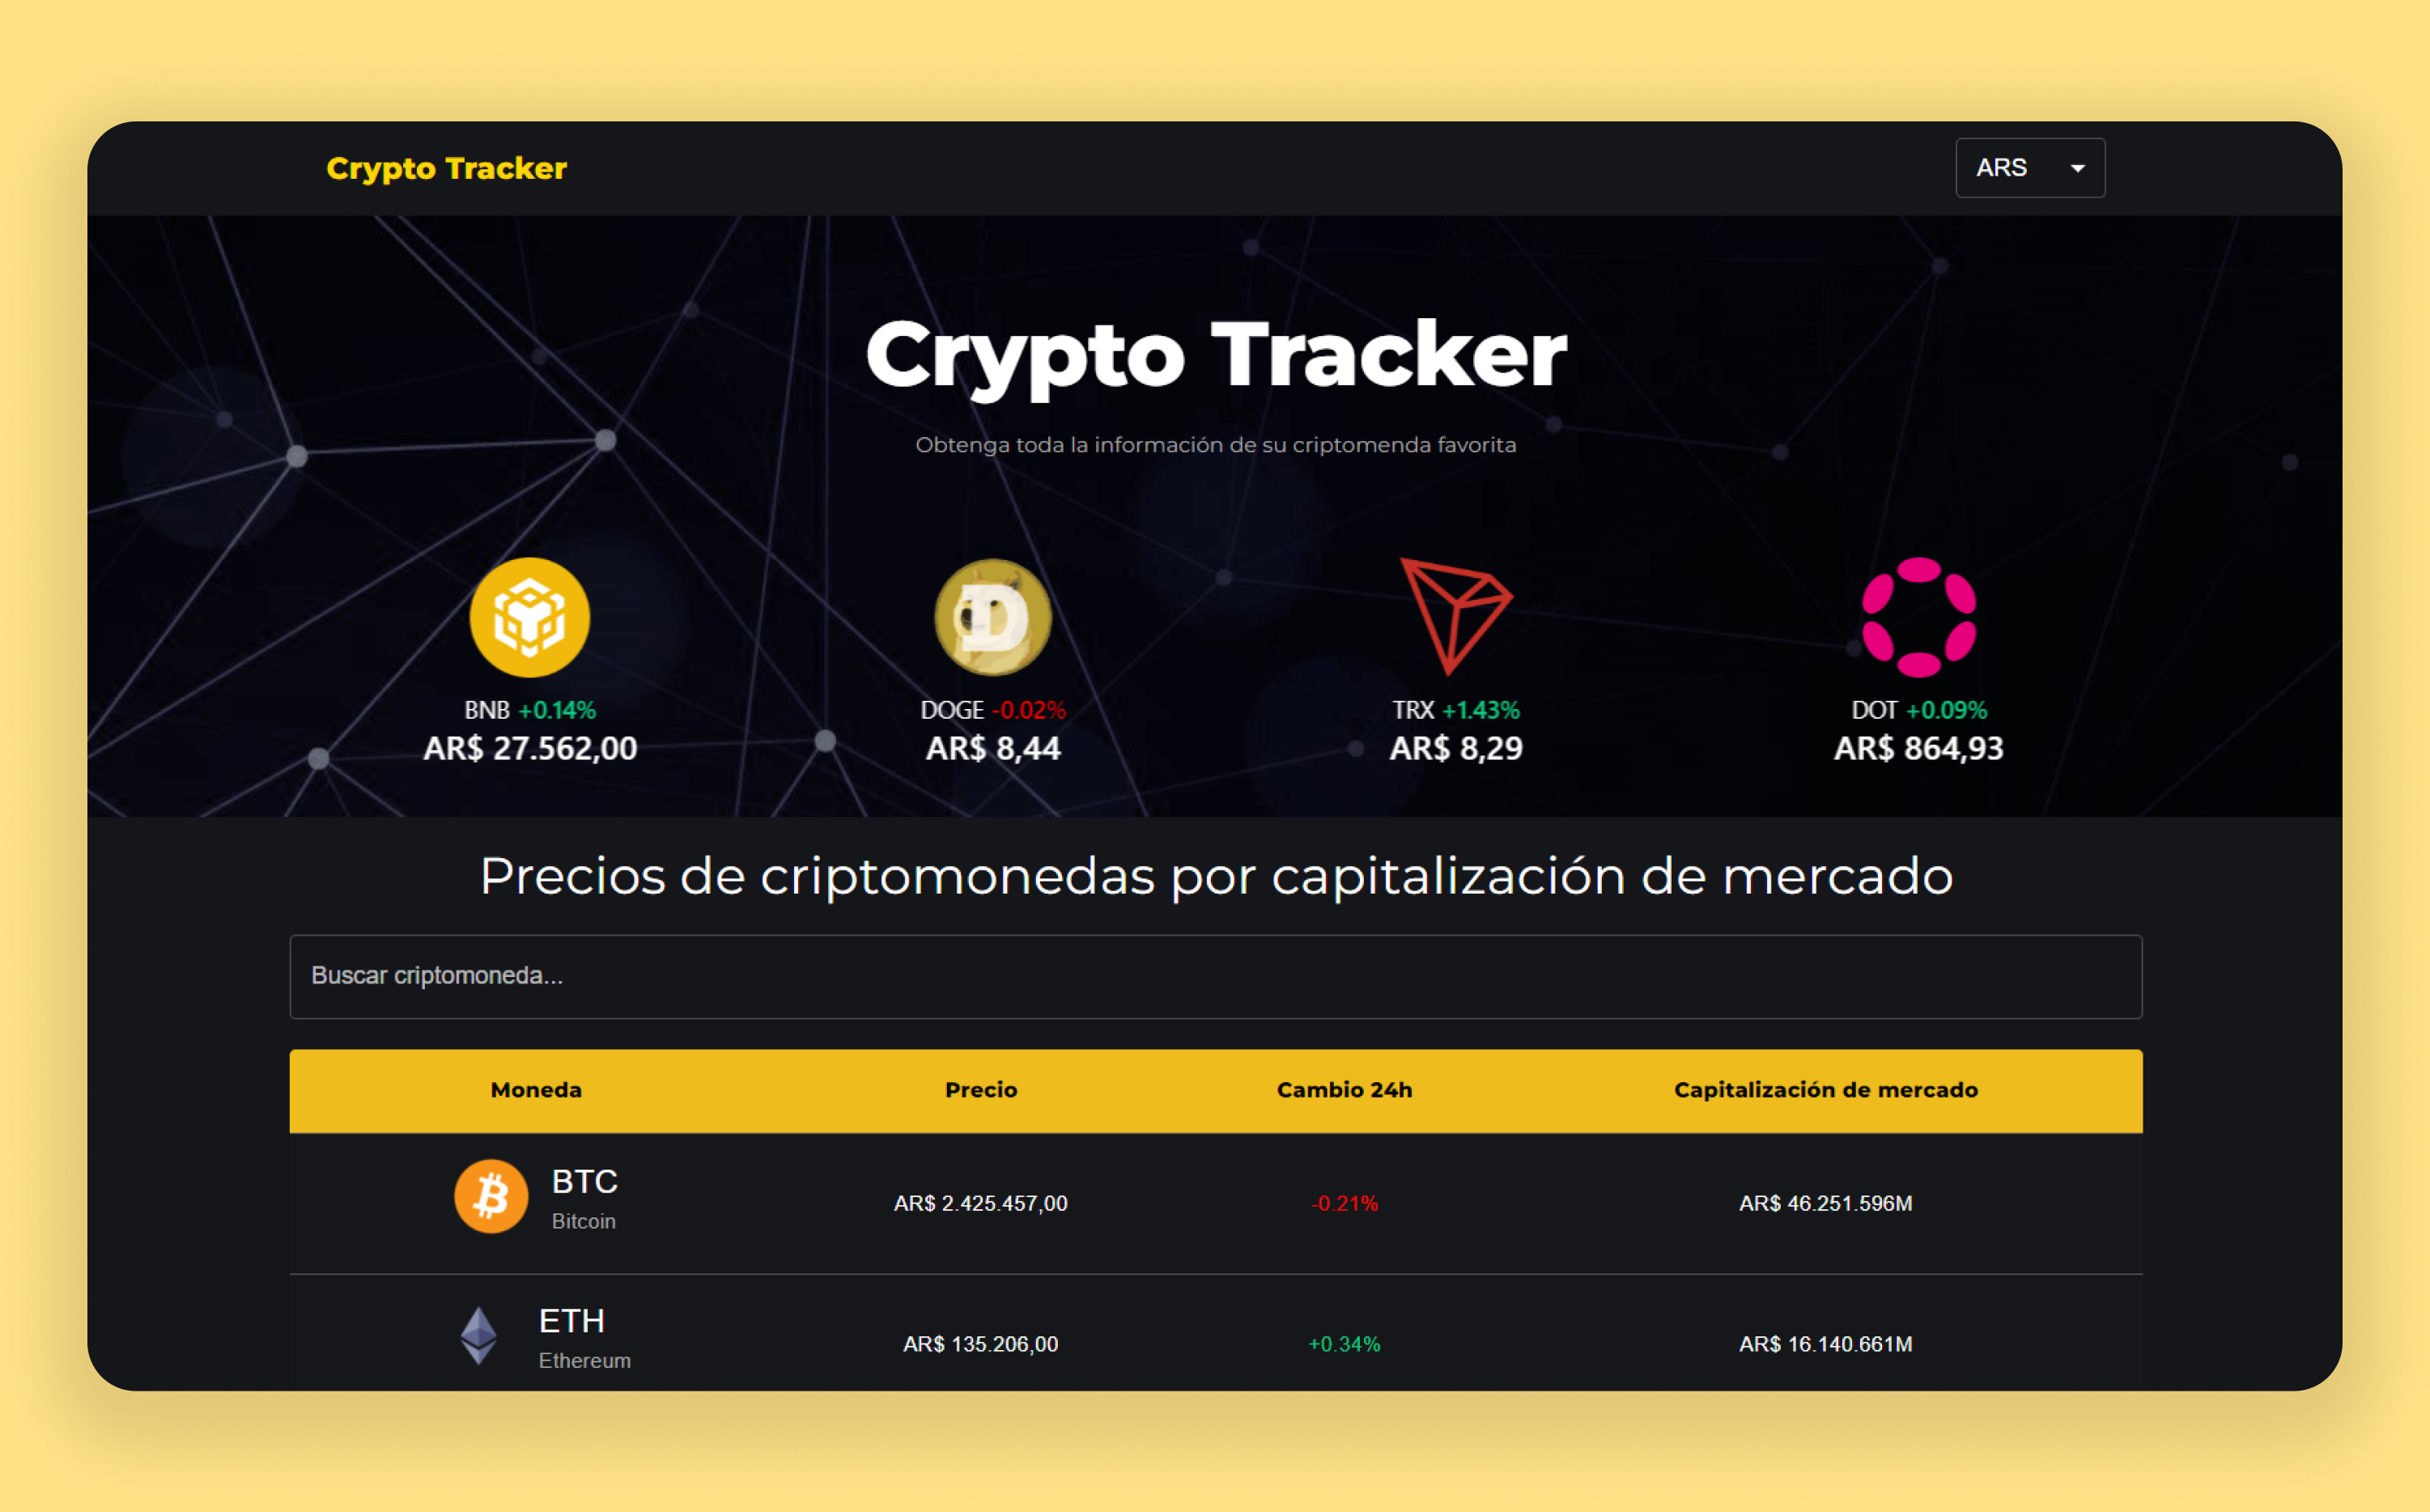 Crypto Tracker
ARS
Crypto Tracker
Obtenga toda la información de su criptomenda favorita
BNB +0.14%
AR$ 27.562,00
DOGE -0.02%
AR$ 8,44
TRX +1.43%
AR$ 8,29
DOT +0.09%
AR$ 864,93
Precios de criptomonedas por capitalización de mercado
Buscar criptomoneda...
Moneda Precio Cambio 24h Capitalización de mercado
BTC
Bitcoin
AR$ 2.425.457,00 -0.21% AR$ 46.251.596M
ETH
Ethereum
AR$ 135.206,00 +0.34% AR$ 16.140.661M